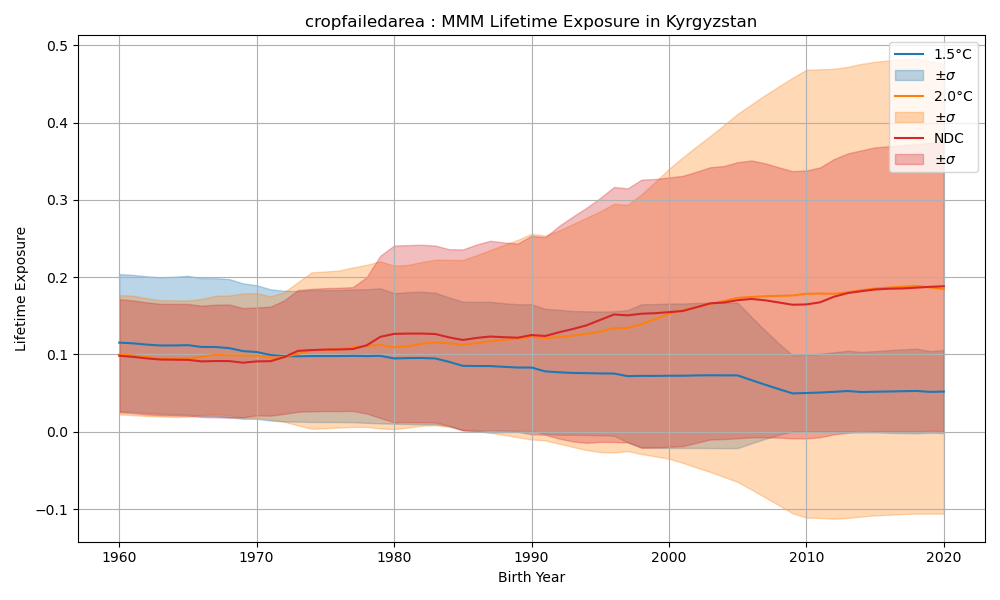 cropfailedarea : MMM Lifetime Exposure in Kyrgyzstan
0.5
0.4
0.3
0.2
0.1
0.0
−0.1
Lifetime Exposure
1.5°C
±σ
2.0°C
±σ
NDC
±σ
1960 1970 1980 1990 2000 2010 2020
Birth Year